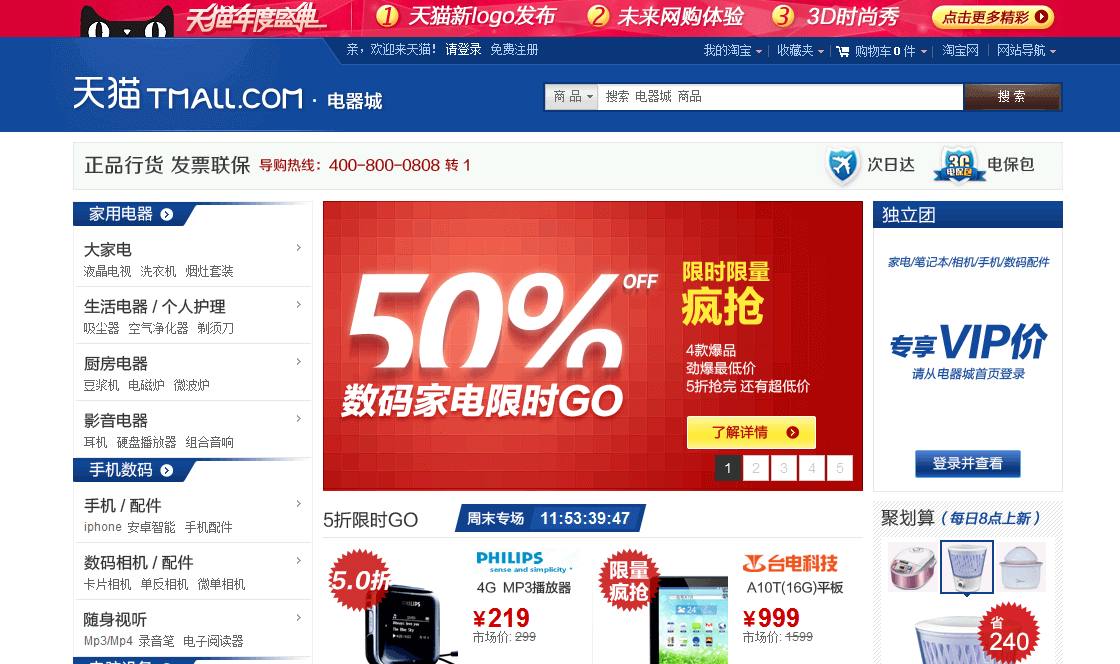 天猫年度盛典 1 天猫新logo发布 2 未来网购体验 3 3D时尚秀 点击更多精彩
亲，欢迎来天猫！ 请登录 免费注册 我的淘宝 收藏夹 购物车0件 淘宝网 网站导航
天猫 TMALL.COM · 电器城 商品 搜索 电器城 商品 搜索
正品行货 发票联保 导购热线：400-800-0808 转 1 次日达 3C 电保包 电保包
家用电器
大家电
液晶电视 洗衣机 烟灶套装
生活电器 / 个人护理
吸尘器 空气净化器 剃须刀
厨房电器
豆浆机 电磁炉 微波炉
影音电器
耳机 硬盘播放器 组合音响
手机数码
手机 / 配件
iphone 安卓智能 手机配件
数码相机 / 配件
卡片相机 单反相机 微单相机
随身视听
Mp3/Mp4 录音笔 电子阅读器
50% OFF
数码家电限时GO
限时限量
疯抢
4款爆品
劲爆最低价
5折抢完 还有超低价
了解详情
1 2 3 4 5
5折限时GO 周末专场 11:53:39:47
5.0折
PHILIPS
sense and simplicity
4G MP3播放器
¥219
市场价: 299
PHILIPS
限量
疯抢
台电科技
A10T(16G)平板
¥999
市场价: 1599
独立团
家电/笔记本/相机/手机/数码配件
专享VIP价
请从电器城首页登录
登录并查看
聚划算（每日8点上新）
省
240